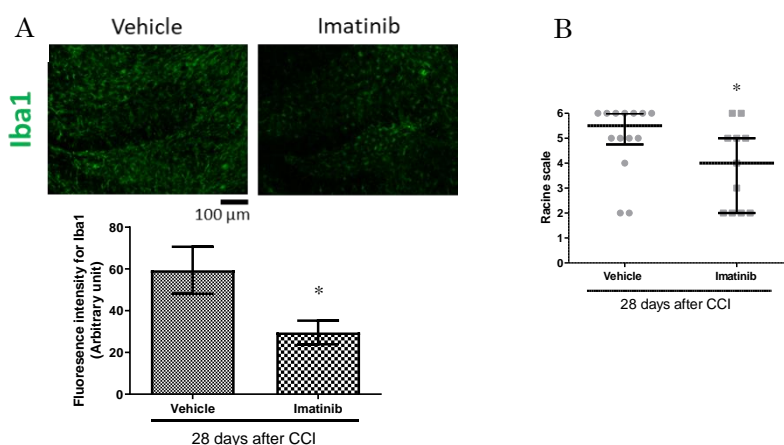 A
Vehicle
Imatinib
Iba1
100 µm
Fluoresence intensity for Iba1
(Arbitrary unit)
80
60
40
20
0
*
Vehicle
Imatinib
28 days after CCI
B
*
Racine scale
6
5
4
3
2
1
0
Vehicle
Imatinib
28 days after CCI